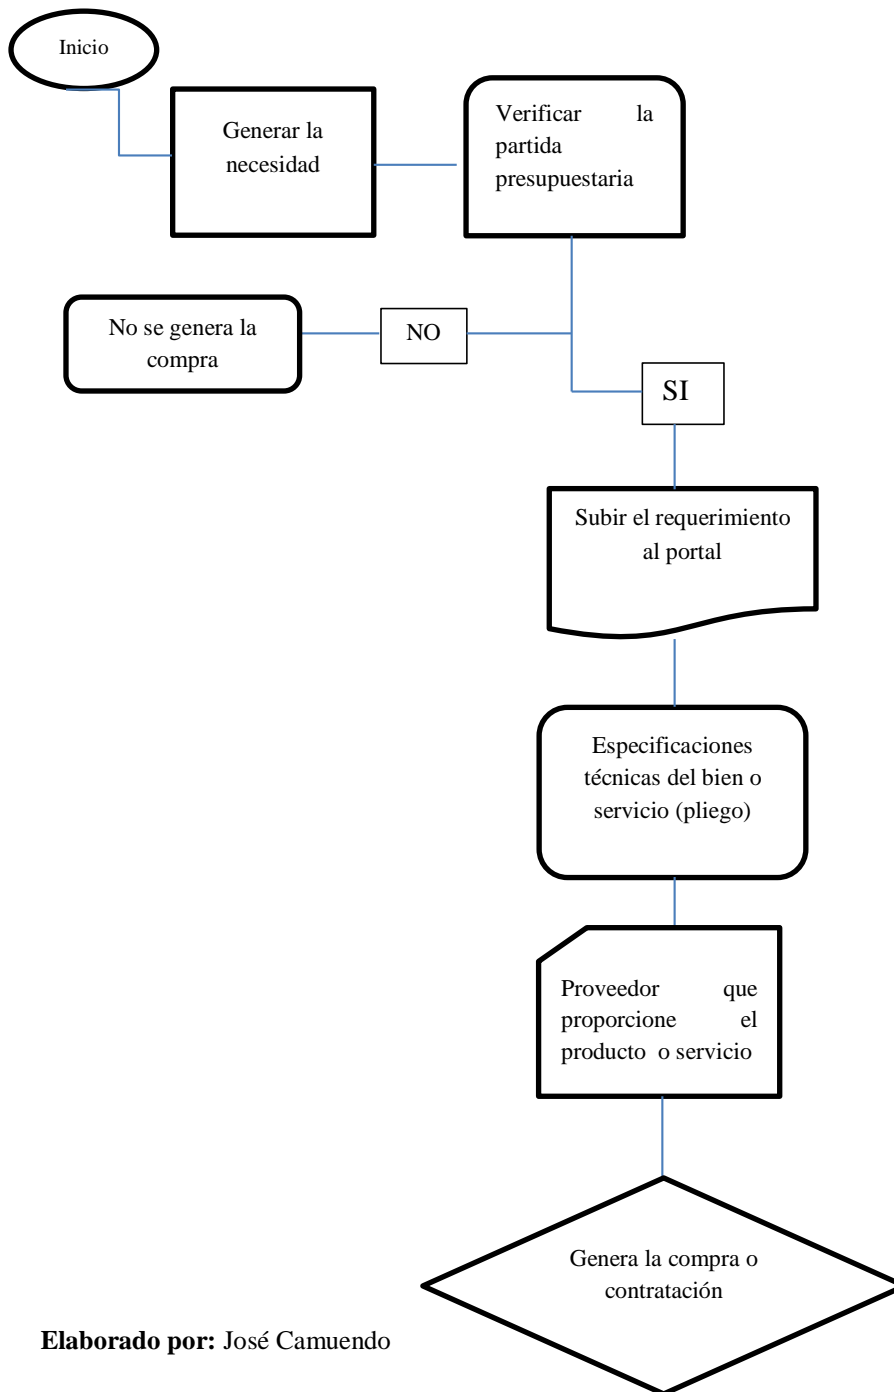 Inicio
Generar la
necesidad
Verificar la
partida
presupuestaria
No se genera la
compra
NO
SI
Subir el requerimiento
al portal
Especificaciones
técnicas del bien o
servicio (pliego)
Proveedor que
proporcione el
producto o servicio
Genera la compra o
contratación
Elaborado por: José Camuendo